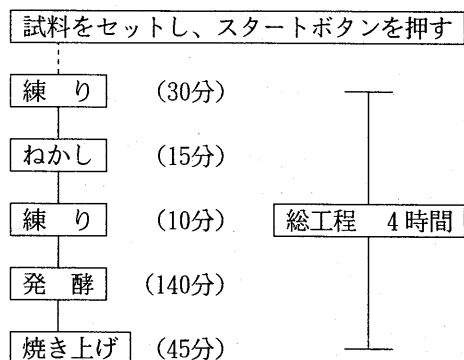 試料をセットし、スタートボタンを押す
練り (30分)
ねかし (15分)
練り (10分)
総工程 4時間
発酵 (140分)
焼き上げ (45分)